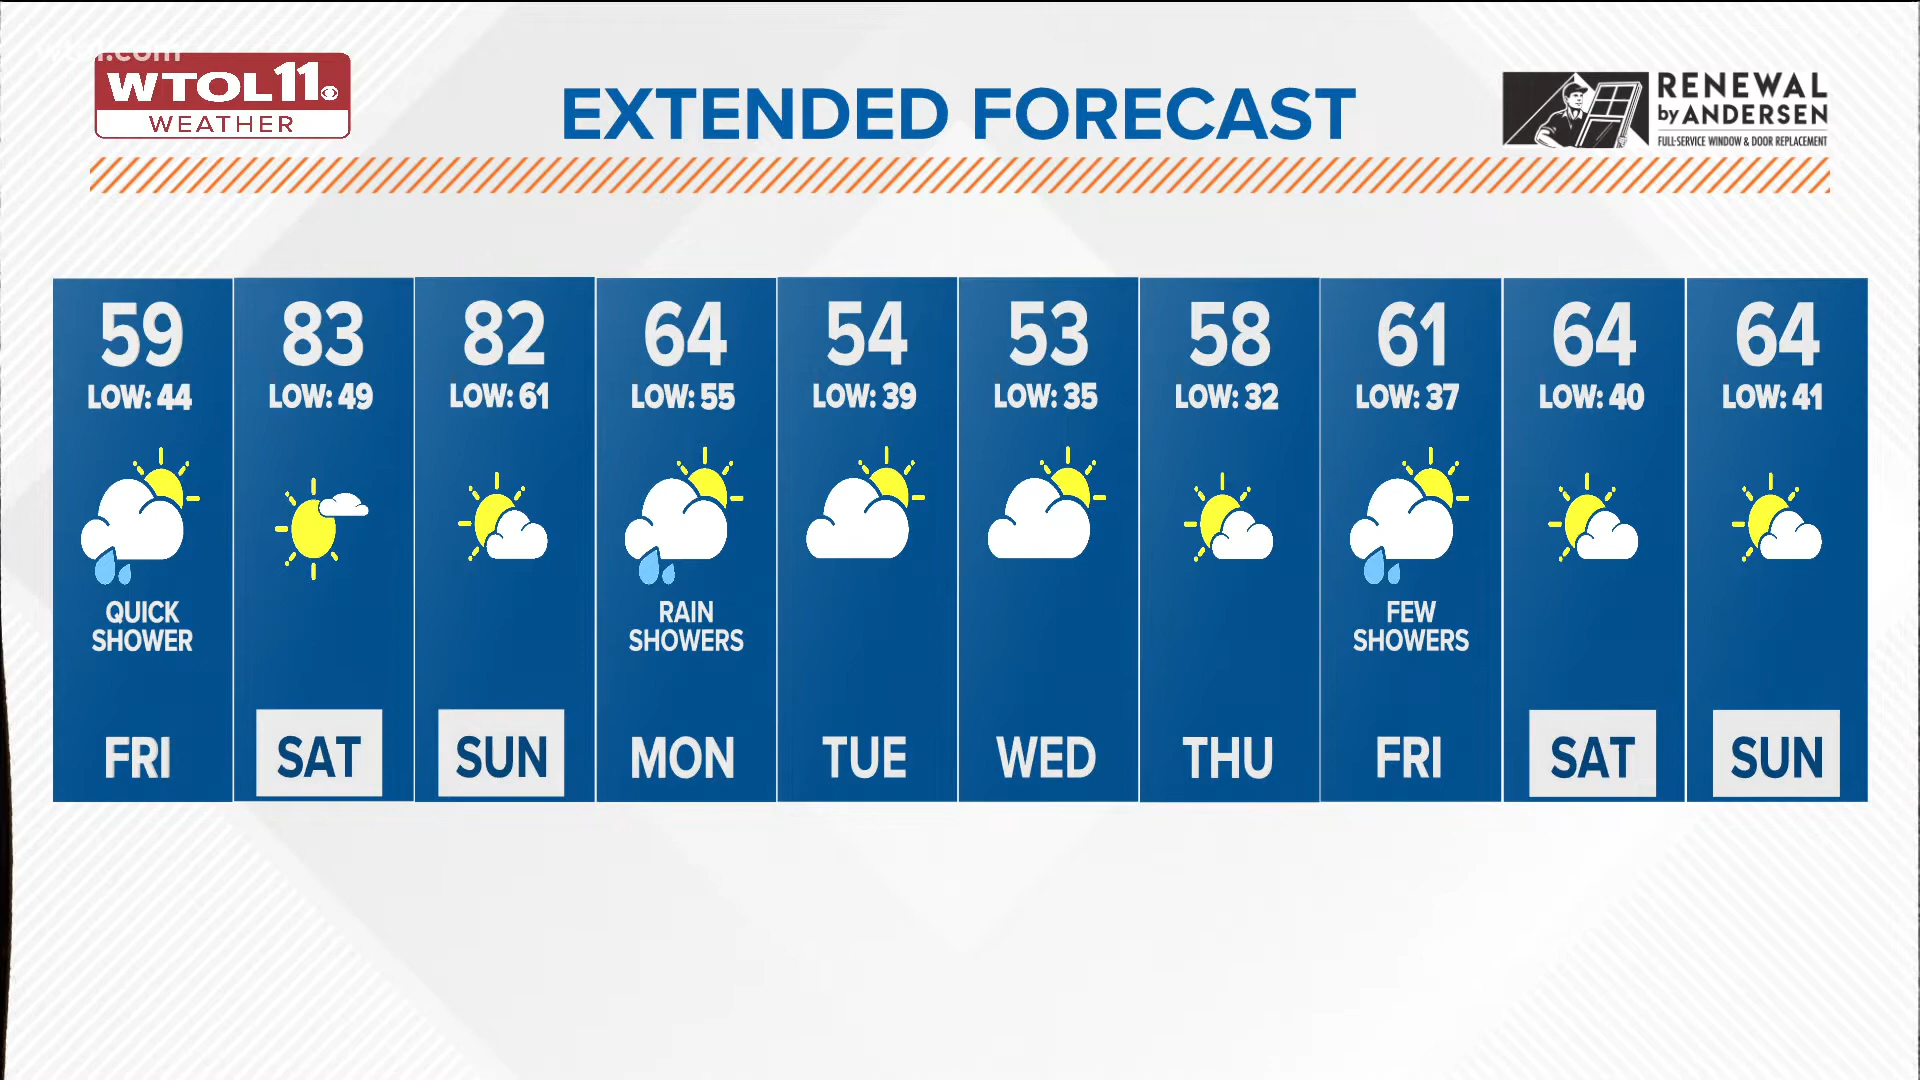 WTOL11
WEATHER
EXTENDED FORECAST
RENEWAL
by ANDERSEN
FULL-SERVICE WINDOW & DOOR REPLACEMENT
59
LOW: 44
QUICK
SHOWER
FRI
83
LOW: 49
SAT
82
LOW: 61
SUN
64
LOW: 55
RAIN
SHOWERS
MON
54
LOW: 39
TUE
53
LOW: 35
WED
58
LOW: 32
THU
61
LOW: 37
FEW
SHOWERS
FRI
64
LOW: 40
SAT
64
LOW: 41
SUN